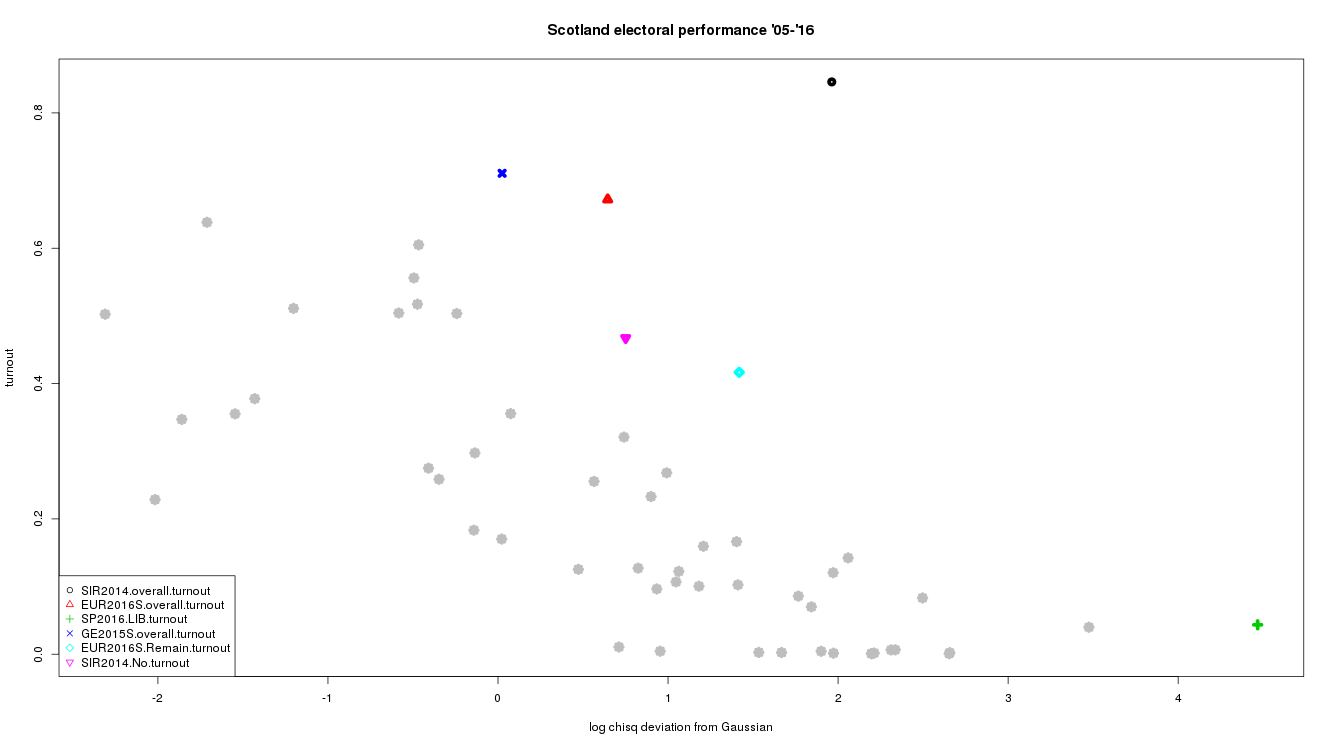 Scotland electoral performance '05-'16
turnout
0.8
0.6
0.4
0.2
0.0
SIR2014.overall.turnout
EUR2016S.overall.turnout
SP2016.LIB.turnout
GE2015S.overall.turnout
EUR2016S.Remain.turnout
SIR2014.No.turnout
-2 -1 0 1 2 3 4
log chisq deviation from Gaussian